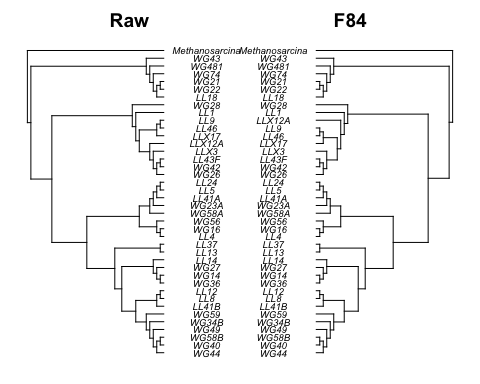 Raw F84
Methanosarcina Methanosarcina
WG43 WG43
WG481 WG481
WG74 WG74
WG21 WG21
WG22 WG22
LL18 LL18
WG28 WG28
LL1 LL1
LL9 LLX12A
LL46 LL9
LLX17 LL46
LLX12A LLX17
LLX3 LLX3
LL43F LL43F
WG42 WG42
WG26 WG26
LL24 LL24
LL5 LL5
LL41A LL41A
WG23A WG23A
WG58A WG58A
WG56 WG56
WG16 WG16
LL4 LL4
LL37 LL37
LL13 LL13
LL14 LL14
WG27 WG27
WG14 WG14
WG36 WG36
LL12 LL12
LL8 LL8
LL41B LL41B
WG59 WG59
WG34B WG34B
WG49 WG49
WG58B WG58B
WG40 WG40
WG44 WG44